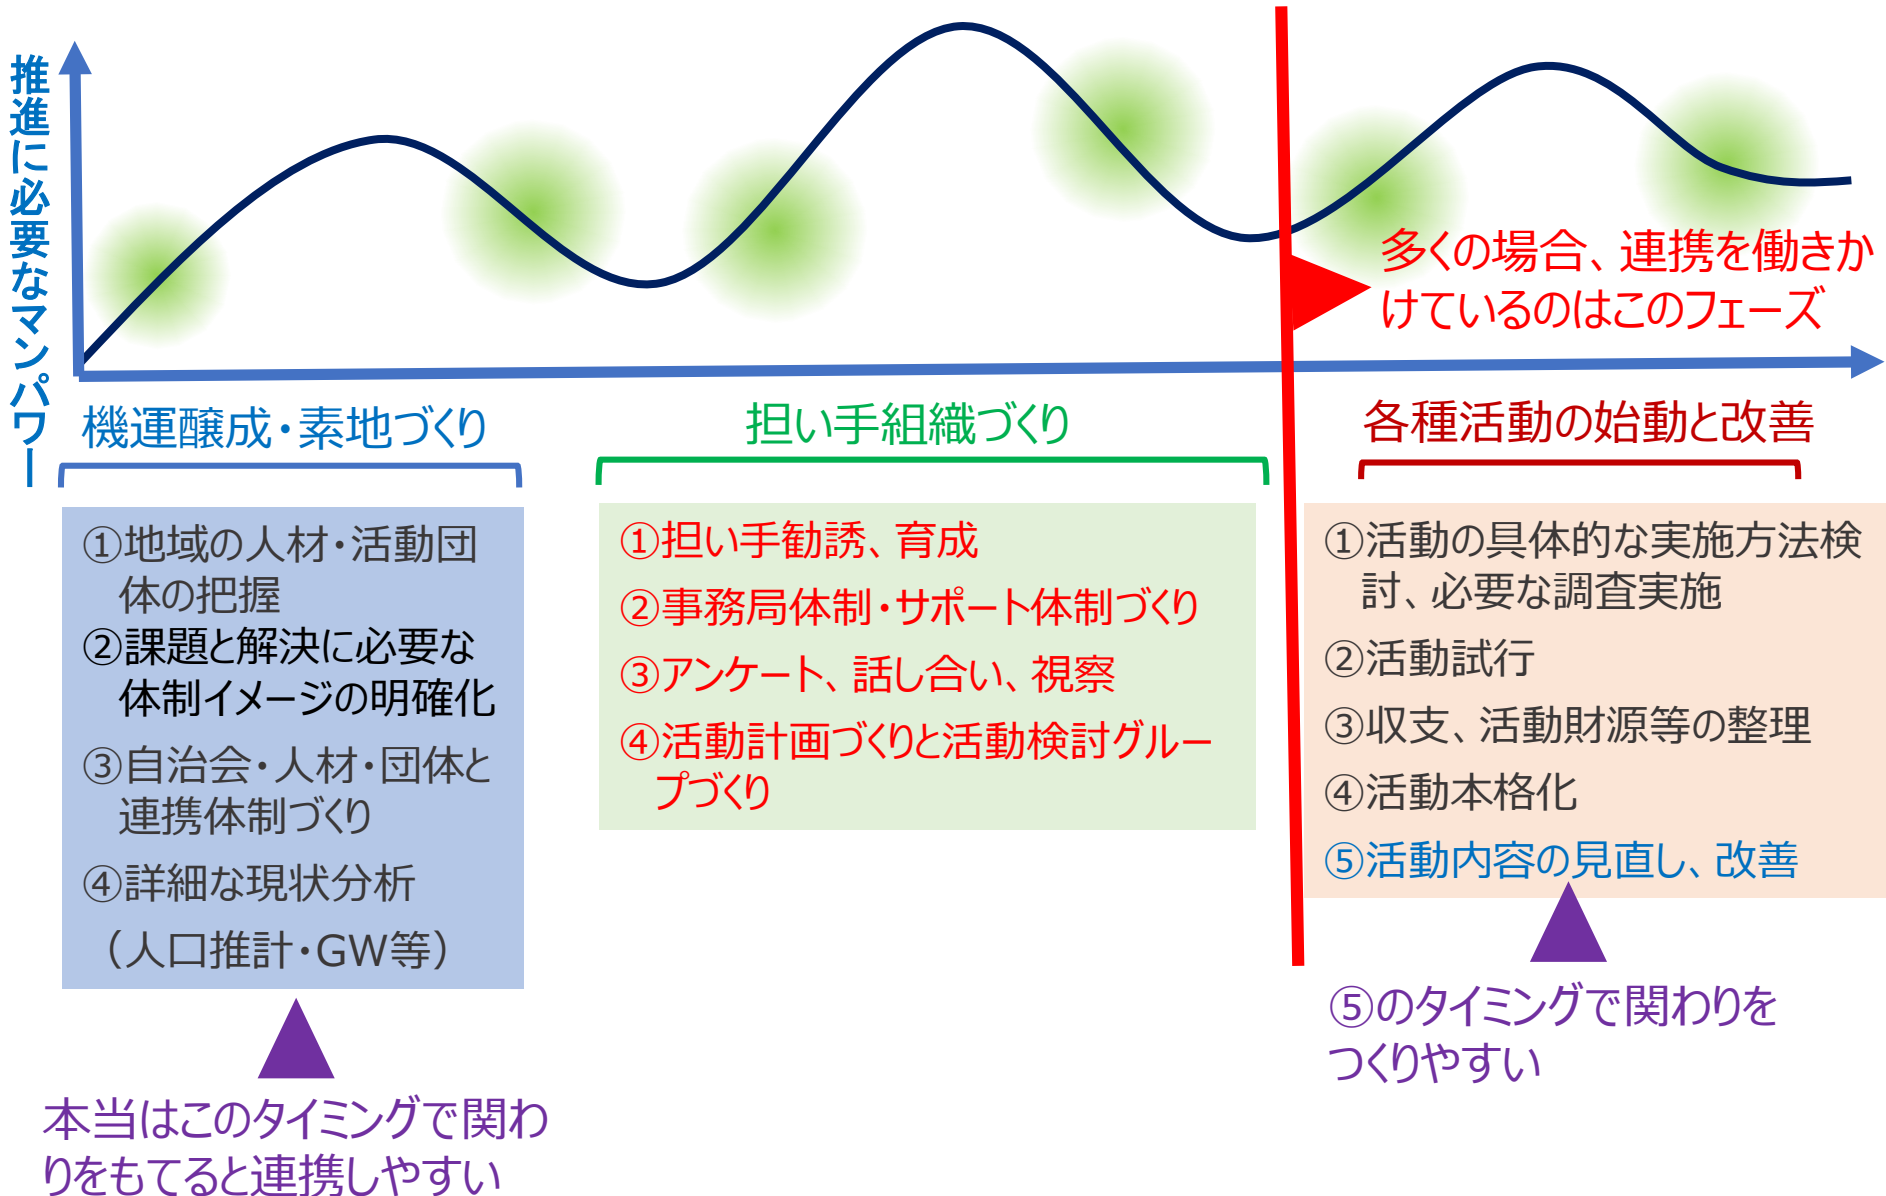 推進に必要なマンパワー
多くの場合、連携を働きか
けているのはこのフェーズ
機運醸成・素地づくり
担い手組織づくり
各種活動の始動と改善
①地域の人材・活動団
体の把握
②課題と解決に必要な
体制イメージの明確化
③自治会・人材・団体と
連携体制づくり
④詳細な現状分析
（人口推計・GW等）
①担い手勧誘、育成
②事務局体制・サポート体制づくり
③アンケート、話し合い、視察
④活動計画づくりと活動検討グルー
プづくり
①活動の具体的な実施方法検
討、必要な調査実施
②活動試行
③収支、活動財源等の整理
④活動本格化
⑤活動内容の見直し、改善
⑤のタイミングで関わりを
つくりやすい
本当はこのタイミングで関わ
りをもてると連携しやすい